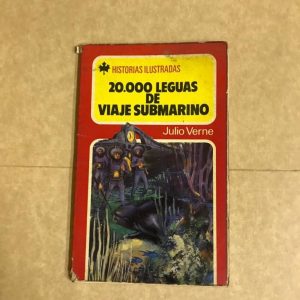 HISTORIAS ILUSTRADAS
20.000 LEGUAS
DE
VIAJE SUBMARINO
Julio Verne